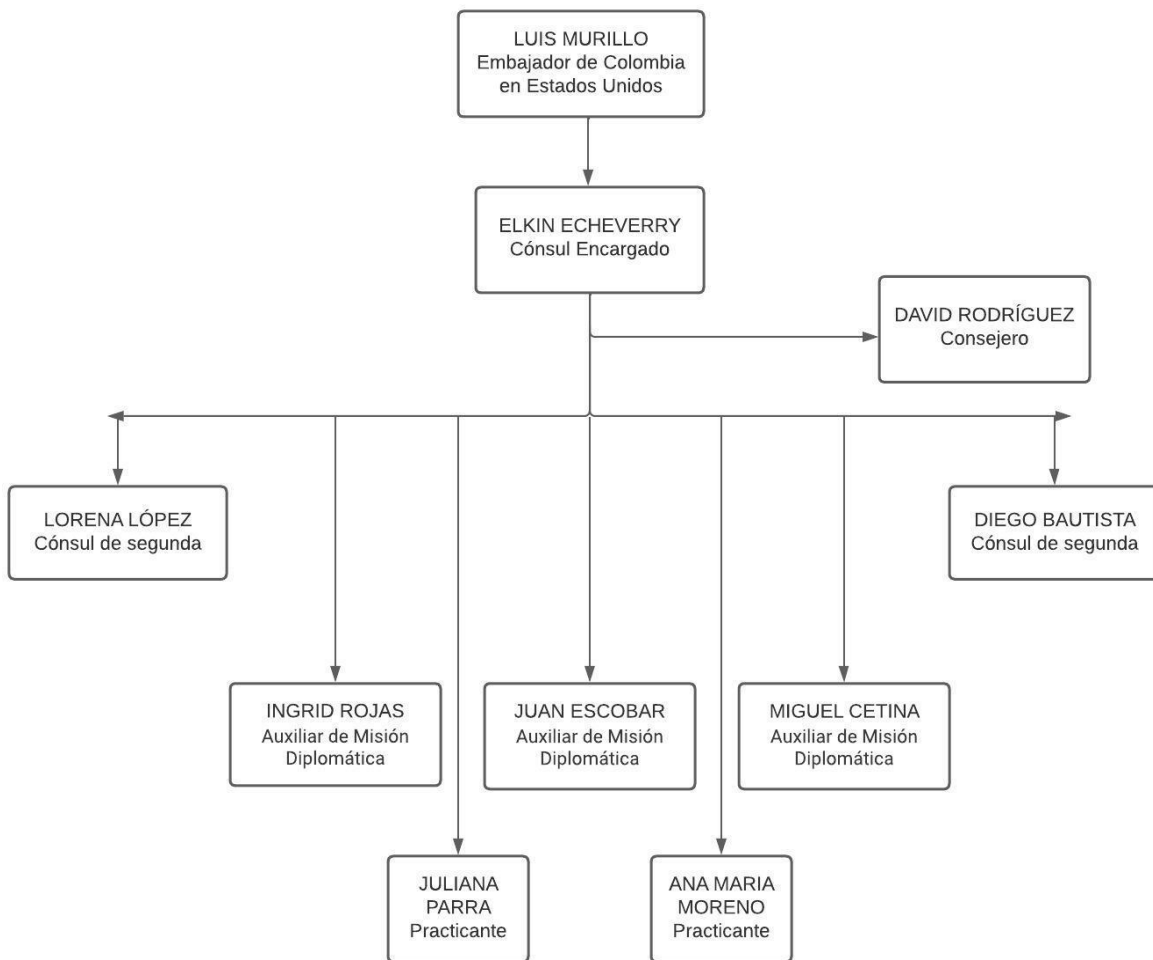 LUIS MURILLO
Embajador de Colombia
en Estados Unidos
ELKIN ECHEVERRY
Cónsul Encargado
DAVID RODRÍGUEZ
Consejero
LORENA LÓPEZ
Cónsul de segunda
DIEGO BAUTISTA
Cónsul de segunda
INGRID ROJAS
Auxiliar de Misión
Diplomática
JUAN ESCOBAR
Auxiliar de Misión
Diplomática
MIGUEL CETINA
Auxiliar de Misión
Diplomática
JULIANA
PARRA
Practicante
ANA MARIA
MORENO
Practicante